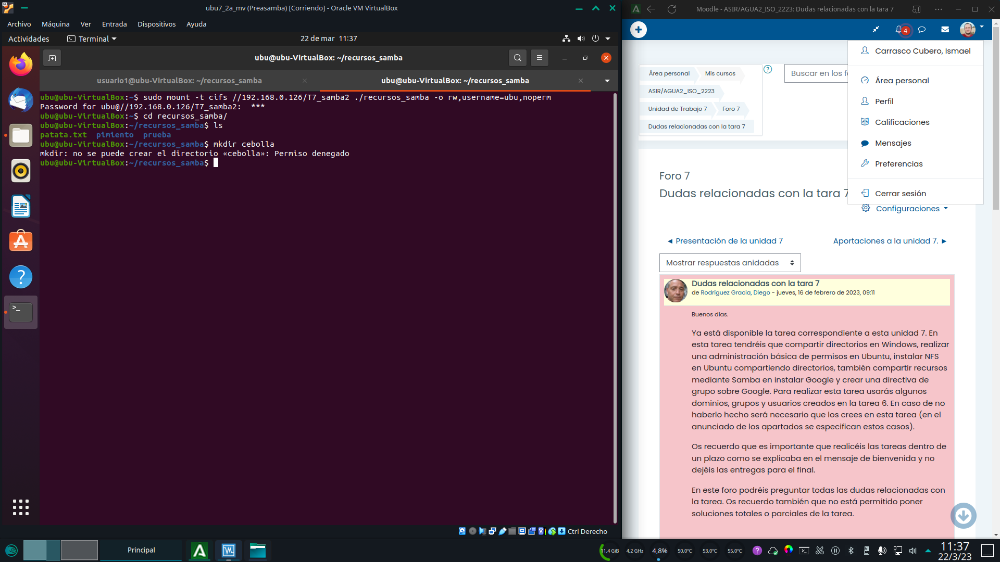 ubu7_2a_mv (Preasamba) [Corriendo] - Oracle VM VirtualBox
Archivo Máquina Ver Entrada Dispositivos Ayuda
Actividades Terminal 22 de mar 11:37
ubu@ubu-VirtualBox: ~/recursos_samba
usuario1@ubu-VirtualBox: ~/recursos_samba
ubu@ubu-VirtualBox: ~/recursos_samba
ubu@ubu-VirtualBox:~$ sudo mount -t cifs //192.168.0.126/T7_samba2 ./recursos_samba -o rw,username=ubu,noperm
Password for ubu@//192.168.0.126/T7_samba2:  ***
ubu@ubu-VirtualBox:~$ cd recursos_samba/
ubu@ubu-VirtualBox:~/recursos_samba$ ls
patata.txt  pimiento  prueba
ubu@ubu-VirtualBox:~/recursos_samba$ mkdir cebolla
mkdir: no se puede crear el directorio «cebolla»: Permiso denegado
ubu@ubu-VirtualBox:~/recursos_samba$
Ctrl Derecho
Moodle - ASIR/AGUA2_ISO_2223: Dudas relacionadas con la tara 7
4
Carrasco Cubero, Ismael
Área personal
Perfil
Calificaciones
Mensajes
Preferencias
Cerrar sesión
Área personal Mis cursos
ASIR/AGUA2_ISO_2223
Unidad de Trabajo 7 Foro 7
Dudas relacionadas con la tara 7
Buscar en los fo
Foro 7
Dudas relacionadas con la tara 7
Configuraciones
◄ Presentación de la unidad 7
Aportaciones a la unidad 7. ►
Mostrar respuestas anidadas
Dudas relacionadas con la tara 7
de Rodriguez Gracia, Diego - jueves, 16 de febrero de 2023, 09:11
Buenos días.
Ya está disponible la tarea correspondiente a esta unidad 7. En
esta tarea tendréis que compartir directorios en Windows, realizar
una administración básica de permisos en Ubuntu, instalar NFS
en Ubuntu compartiendo directorios, también compartir recursos
mediante Samba en instalar Google y crear una directiva de
grupo sobre Google. Para realizar esta tarea usarás algunos
dominios, grupos y usuarios creados en la tarea 6. En caso de no
haberlo hecho será necesario que los crees en esta tarea (en el
anunciado de los apartados se especifican estos casos).
Os recuerdo que es importante que realicéis las tareas dentro de
un plazo como se explicaba en el mensaje de bienvenida y no
dejéis las entregas para el final.
En este foro podréis preguntar todas las dudas relacionadas con
la tarea. Os recuerdo también que no está permitido poner
soluciones totales o parciales de la tarea.
Principal
11,4 GiB 4,2 GHz 4,8% 50,0°C 53,0°C 55,0°C
11:37
22/3/23